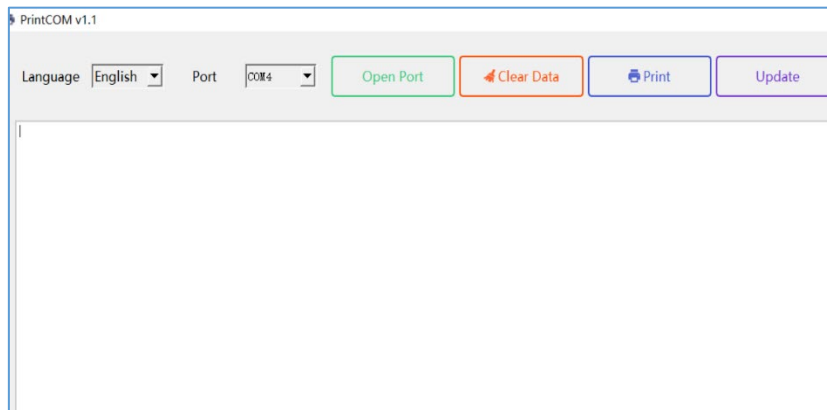 PrintCOM v1.1
Language English Port COM4 Open Port Clear Data Print Update